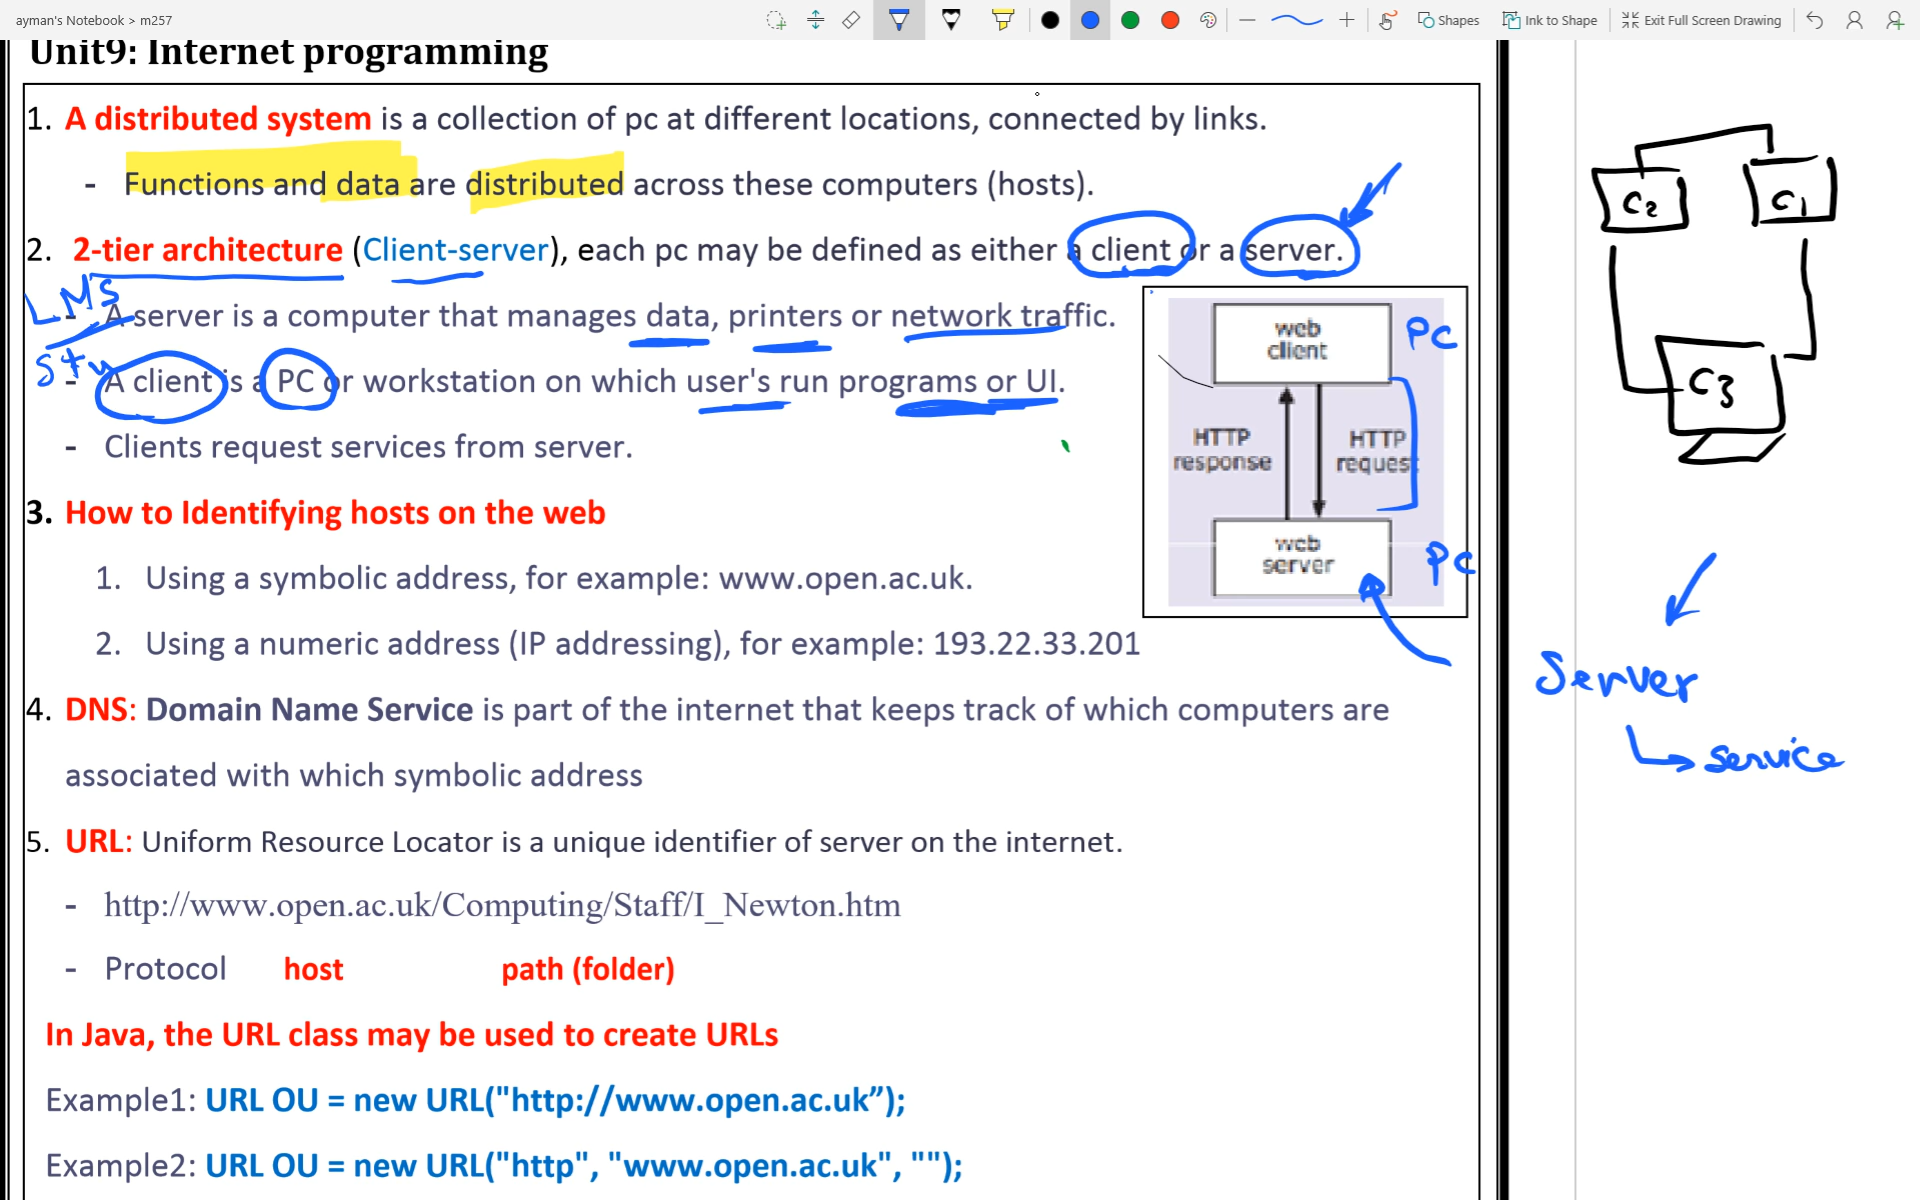 ayman's Notebook > m257
Shapes
Ink to Shape
Exit Full Screen Drawing
Unit9: Internet programming
1. A distributed system is a collection of pc at different locations, connected by links.
- Functions and data are distributed across these computers (hosts).
2. 2-tier architecture (Client-server), each pc may be defined as either a client or a server.
LMS
- A server is a computer that manages data, printers or network traffic.
Stu
- A client is a PC or workstation on which user's run programs or UI.
- Clients request services from server.
web
client
PC
HTTP
response
HTTP
request
web
server
PC
C2
C1
C3
Server
service
3. How to Identifying hosts on the web
1. Using a symbolic address, for example: www.open.ac.uk.
2. Using a numeric address (IP addressing), for example: 193.22.33.201
4. DNS: Domain Name Service is part of the internet that keeps track of which computers are
associated with which symbolic address
5. URL: Uniform Resource Locator is a unique identifier of server on the internet.
- http://www.open.ac.uk/Computing/Staff/I_Newton.htm
- Protocol host path (folder)
In Java, the URL class may be used to create URLs
Example1: URL OU = new URL("http://www.open.ac.uk”);
Example2: URL OU = new URL("http", "www.open.ac.uk", "");